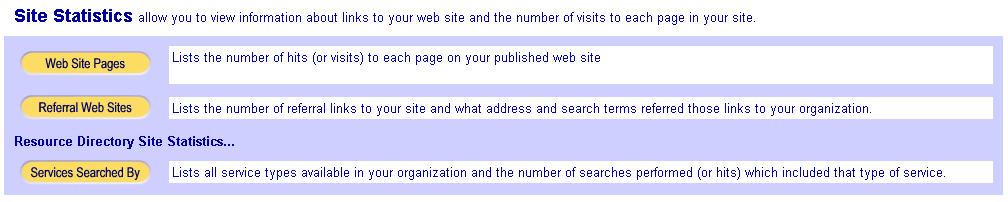 Site Statistics allow you to view information about links to your web site and the number of visits to each page in your site.
Web Site Pages Lists the number of hits (or visits) to each page on your published web site
Referral Web Sites Lists the number of referral links to your site and what address and search terms referred those links to your organization.
Resource Directory Site Statistics...
Services Searched By Lists all service types available in your organization and the number of searches performed (or hits) which included that type of service.